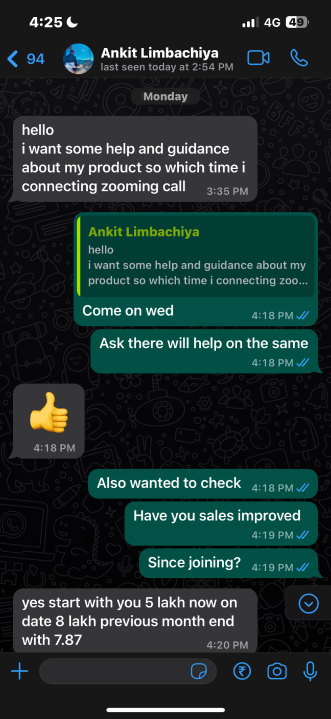 4:25 4G 49
94 Ankit Limbachiya
last seen today at 2:54 PM
Monday
hello
i want some help and guidance
about my product so which time i
connecting zooming call 3:35 PM
Ankit Limbachiya
hello
i want some help and guidance about my
product so which time i connecting zoo...
Come on wed 4:18 PM
Ask there will help on the same
4:18 PM
4:18 PM
Also wanted to check 4:18 PM
Have you sales improved
4:19 PM
Since joining? 4:19 PM
yes start with you 5 lakh now on
date 8 lakh previous month end
with 7.87 4:20 PM
₹